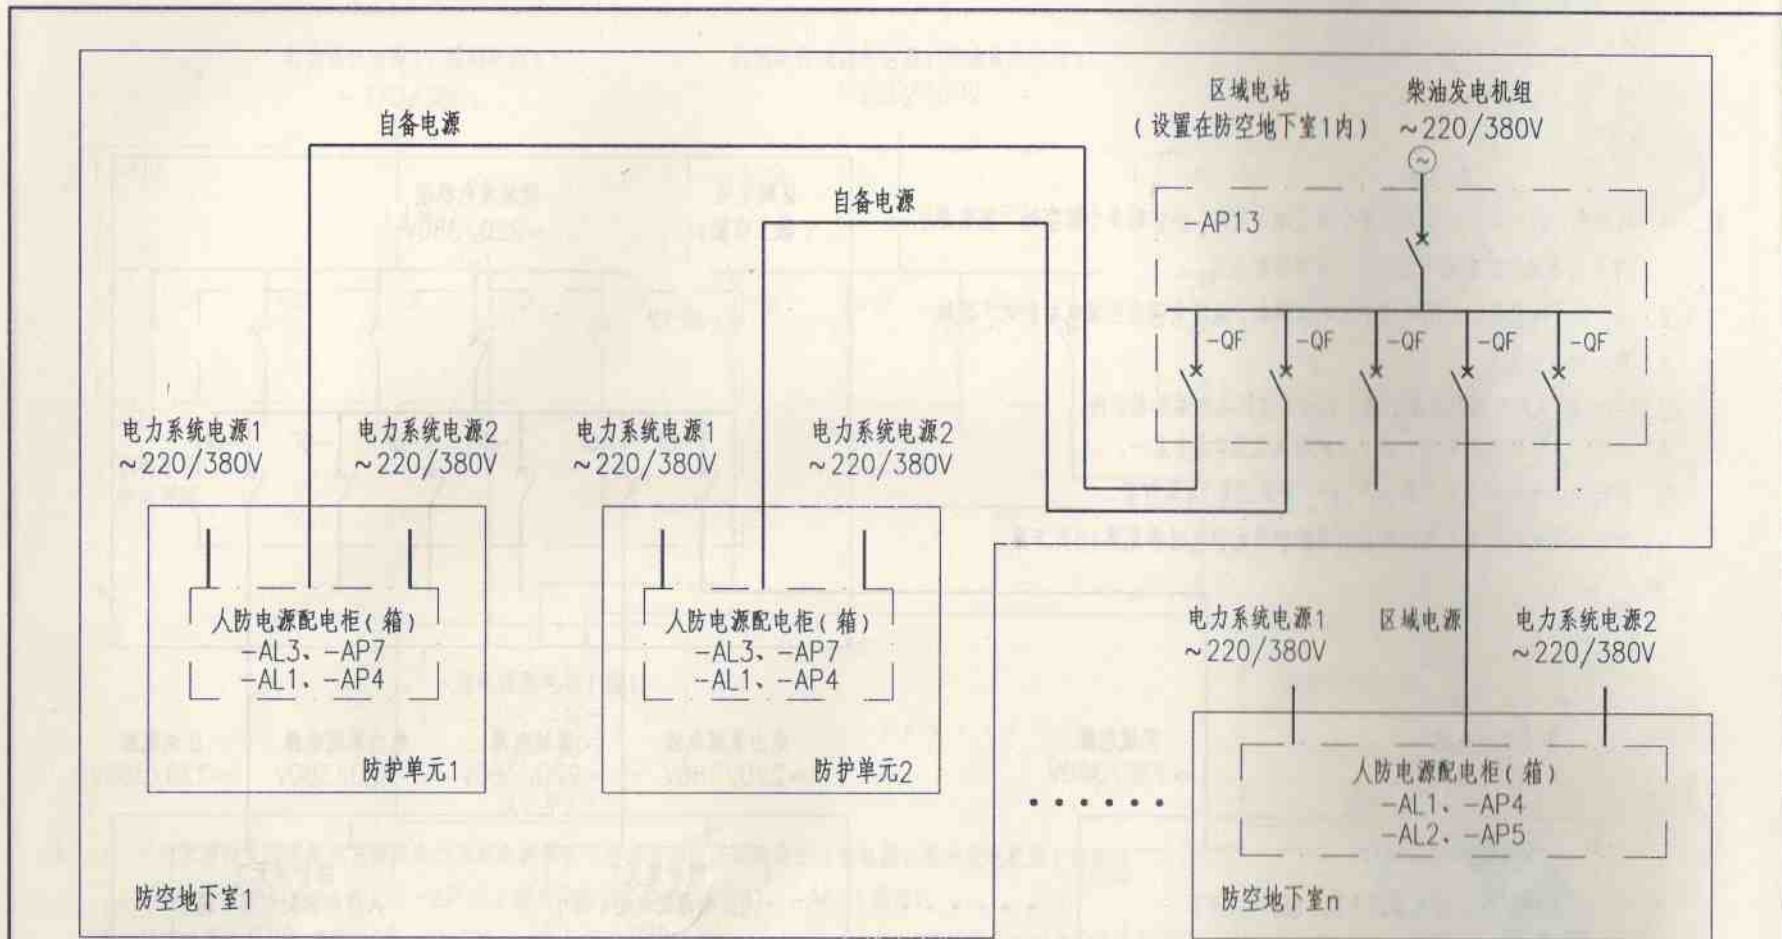 区域电站
(设置在防空地下室1内)
柴油发电机组
~220/380V
自备电源
自备电源
-AP13
-QF
-QF
-QF
-QF
-QF
电力系统电源1
~220/380V
电力系统电源2
~220/380V
电力系统电源1
~220/380V
电力系统电源2
~220/380V
人防电源配电柜(箱)
-AL3、-AP7
-AL1、-AP4
防护单元1
人防电源配电柜(箱)
-AL3、-AP7
-AL1、-AP4
防护单元2
电力系统电源1
~220/380V
区域电源
电力系统电源2
~220/380V
······
人防电源配电柜(箱)
-AL1、-AP4
-AL2、-AP5
防空地下室1
防空地下室n